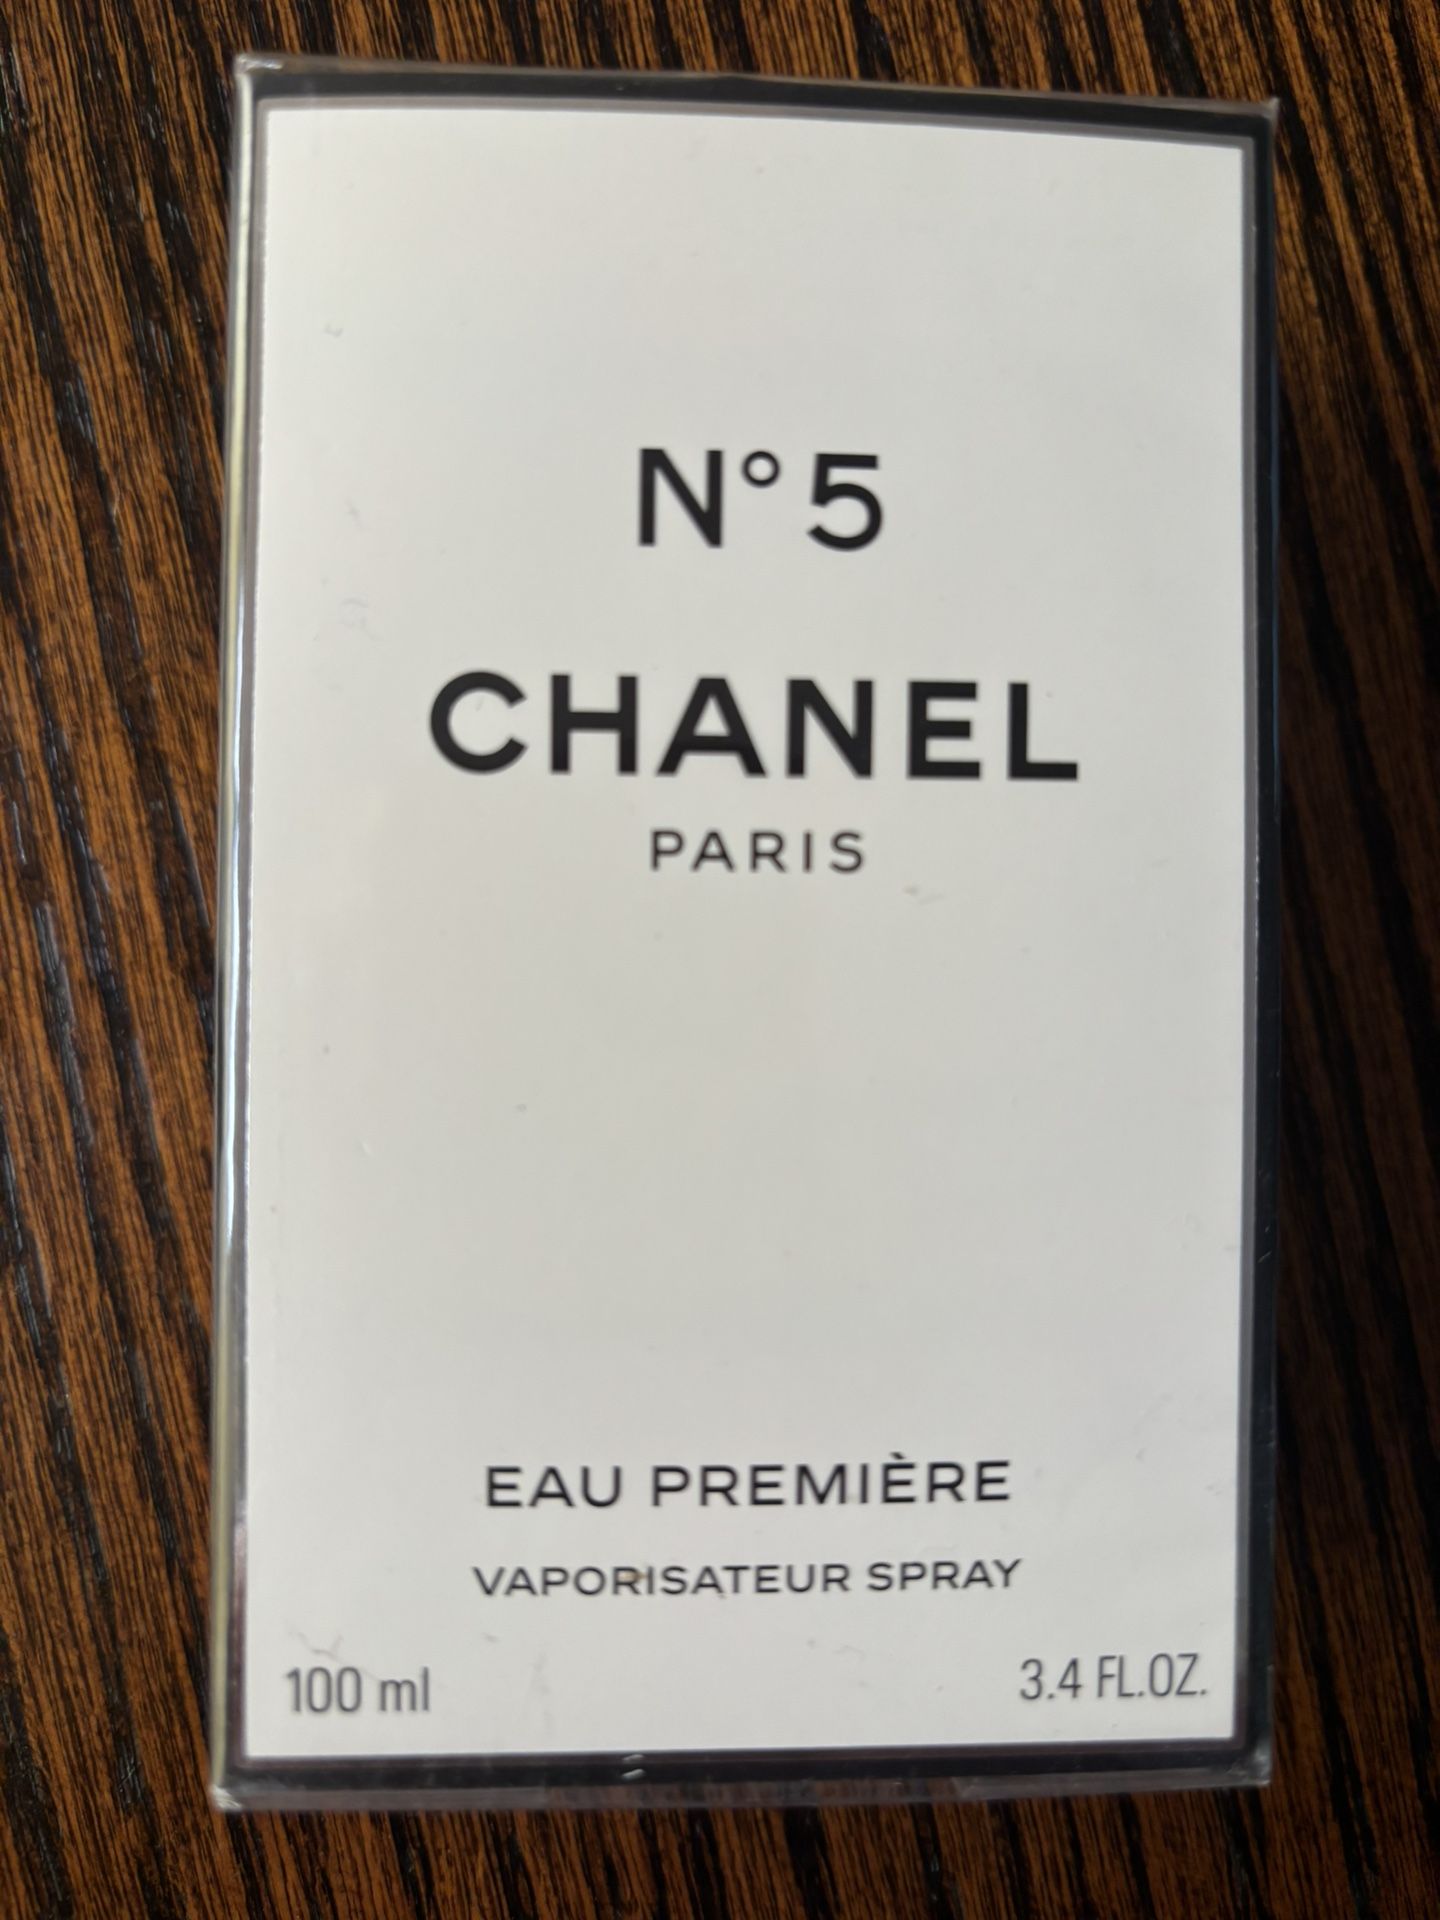 N°5
CHANEL
PARIS
EAU PREMIÈRE
VAPORISATEUR SPRAY
100 ml 3.4 FL.OZ.